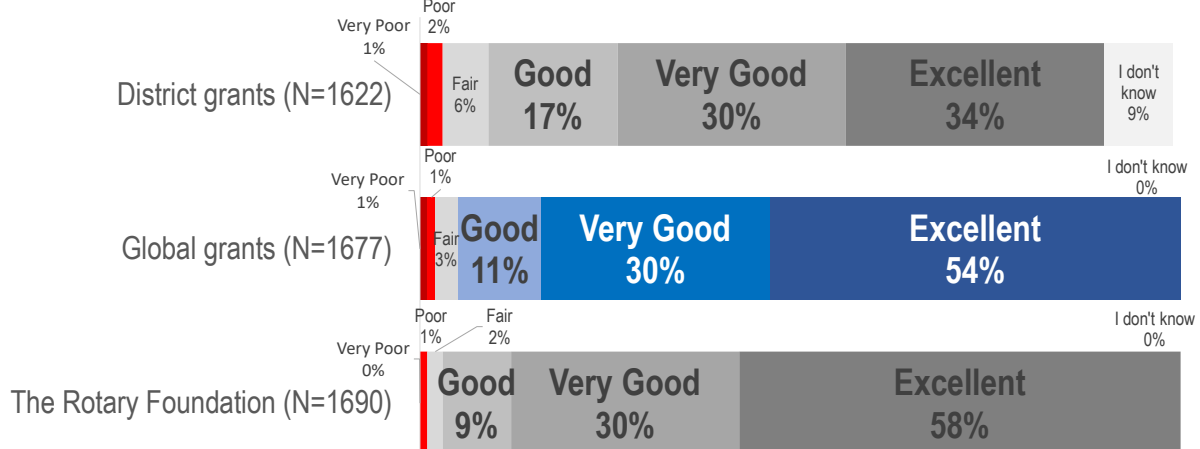 Poor
2%
Very Poor
1%
District grants (N=1622)
Fair
6%
Good
17%
Very Good
30%
Excellent
34%
I don't
know
9%
Poor
1%
Very Poor
1%
Global grants (N=1677)
Fair
3%
Good
11%
Very Good
30%
Excellent
54%
I don't know
0%
Poor
1%
Fair
2%
Very Poor
0%
The Rotary Foundation (N=1690)
Good
9%
Very Good
30%
Excellent
58%
I don't know
0%